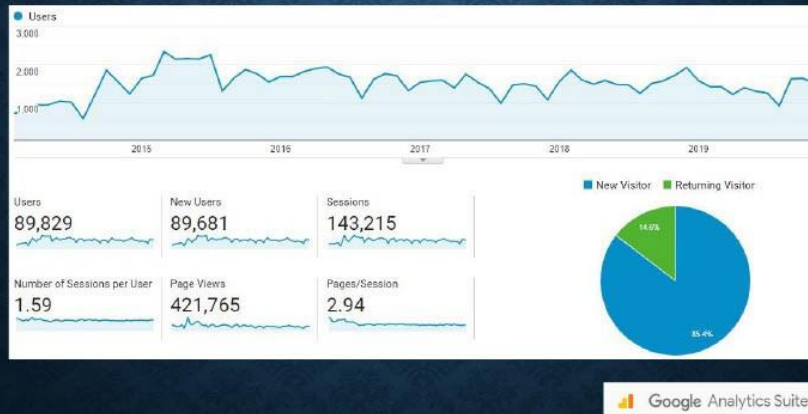 Users
3,000
2,000
1,000
2015 2016 2017 2018 2019
New Visitor Returning Visitor
Users New Users Sessions
89,829 89,681 143,215
Number of Sessions per User Page Views Pages/Session
1.59 421,765 2.94
14.6%
85.4%
Google Analytics Suite